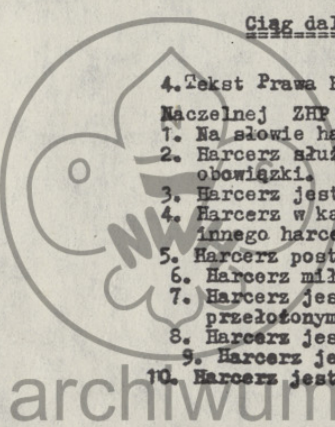 Ciąg dal
4. Tekst Prawa H
Naczelnej ZHP
1. Na słowie ha
2. Harcerz słu
obowiązki.
3. Harcerz jest
4. Harcerz w ka
innego harce
5. Harcerz post
6. Harcerz mił
7. Harcerz jes
przełożonym
8. Harcerz jes
9. Harcerz je
10. Harcerz jest
NWA
archiwum